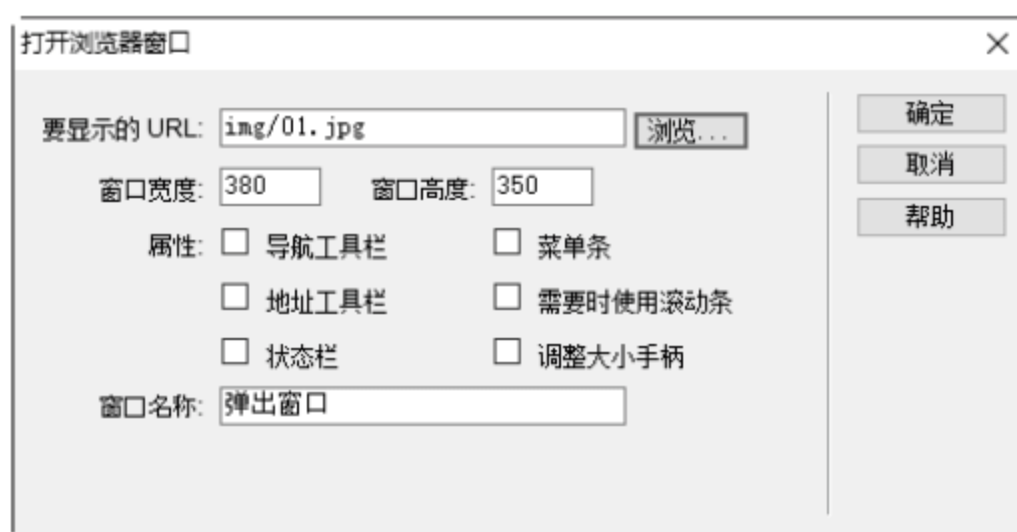 打开浏览器窗口
要显示的 URL: img/01.jpg 浏览... 确定
取消
窗口宽度: 380 窗口高度: 350
帮助
属性: 导航工具栏 菜单条
地址工具栏 需要时使用滚动条
状态栏 调整大小手柄
窗口名称: 弹出窗口